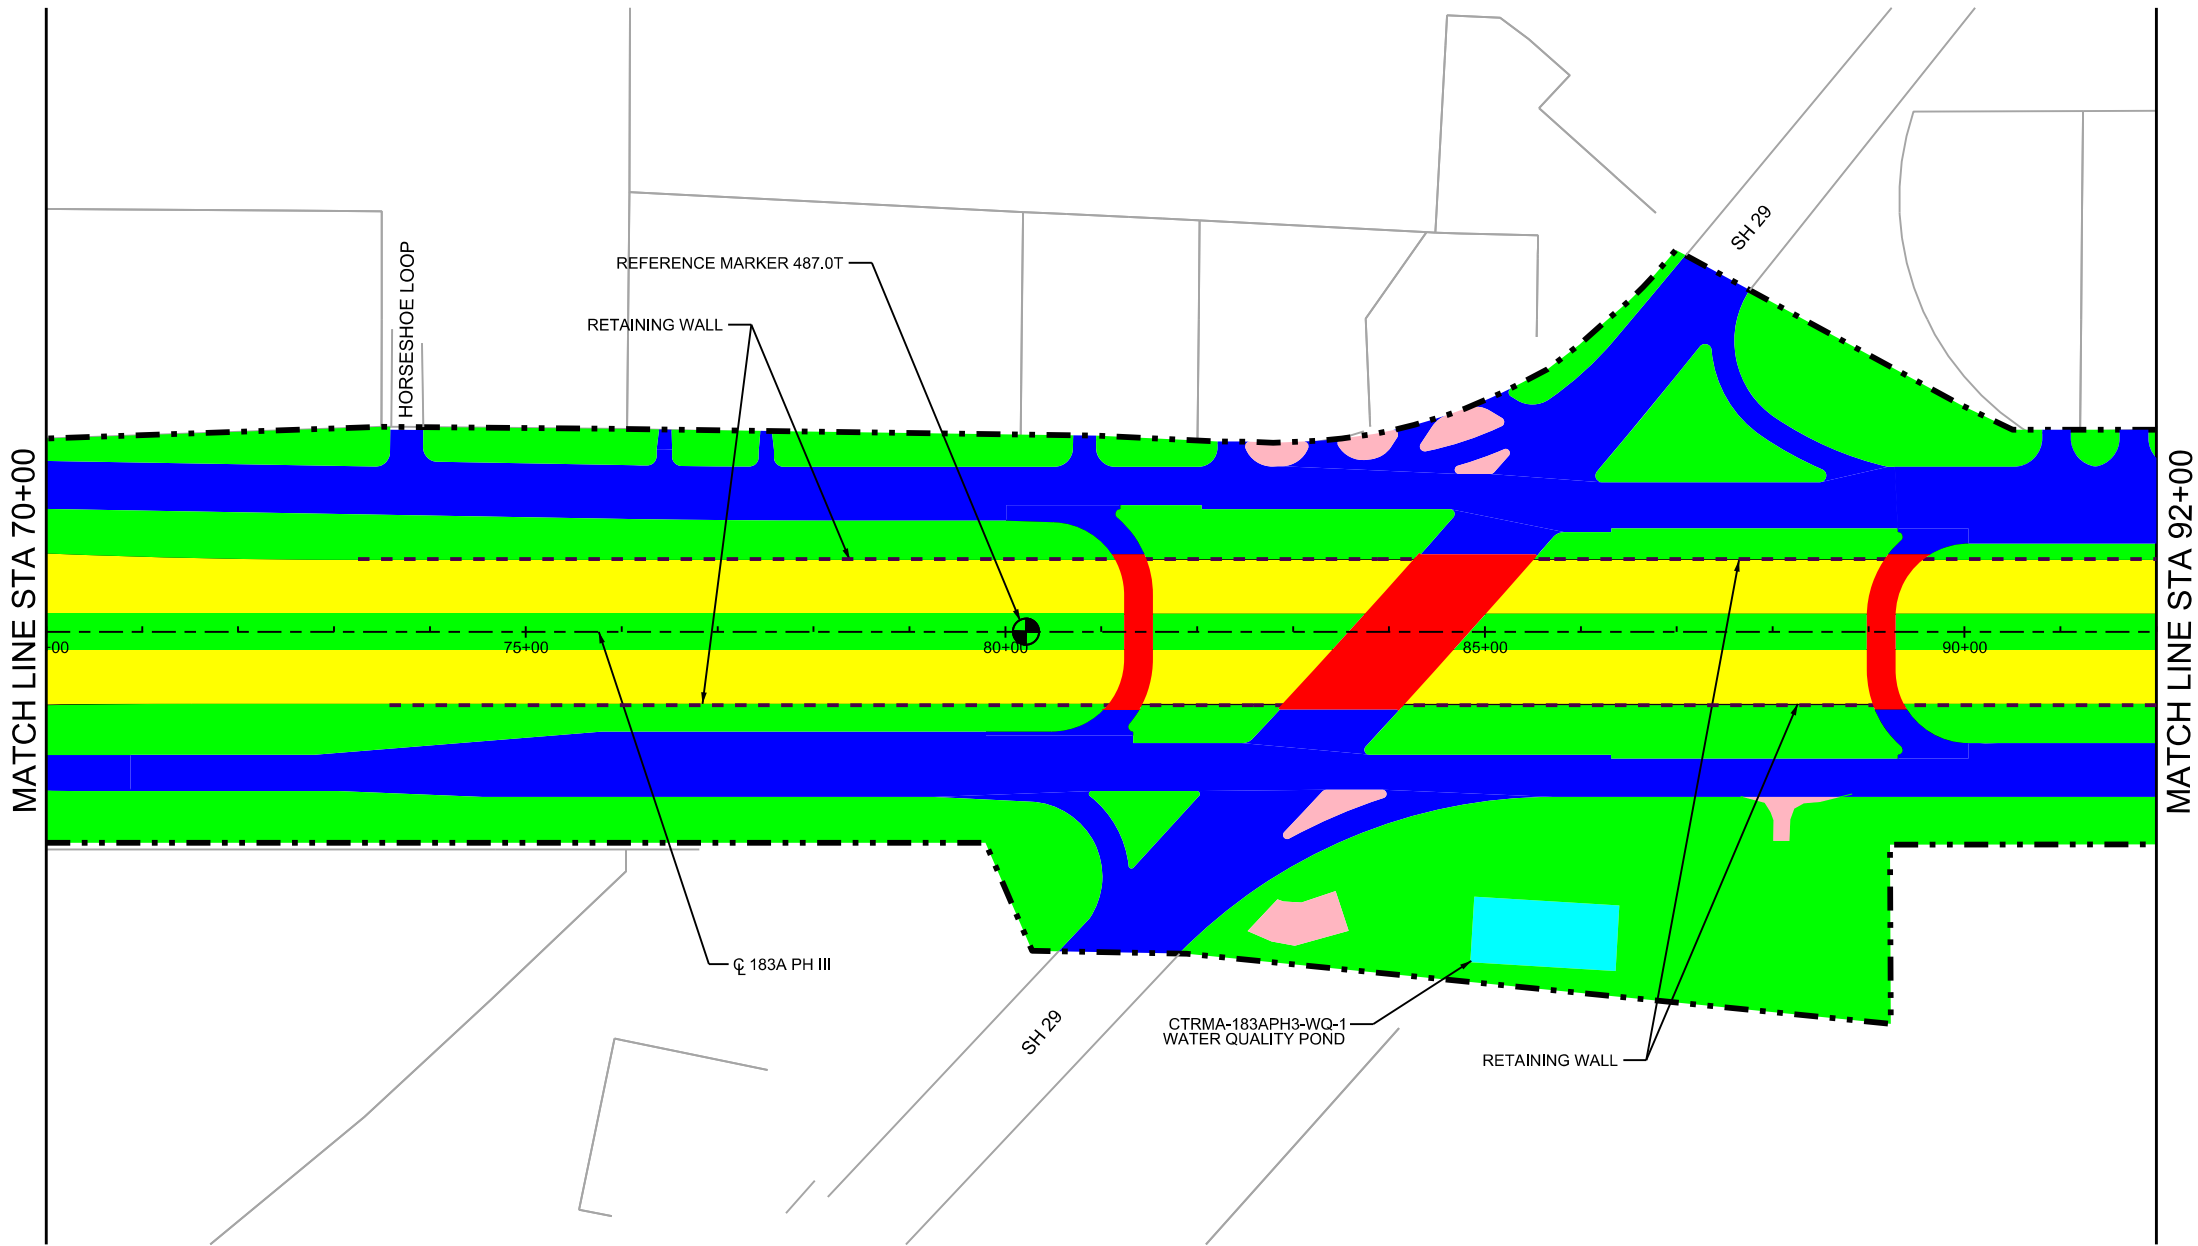 SH 29
HORSESHOE LOOP
REFERENCE MARKER 487.0T
RETAINING WALL
MATCH LINE STA 70+00
MATCH LINE STA 92+00
00
75+00
80+00
85+00
90+00
℄ 183A PH III
SH 29
CTRMA-183APH3-WQ-1
WATER QUALITY POND
RETAINING WALL